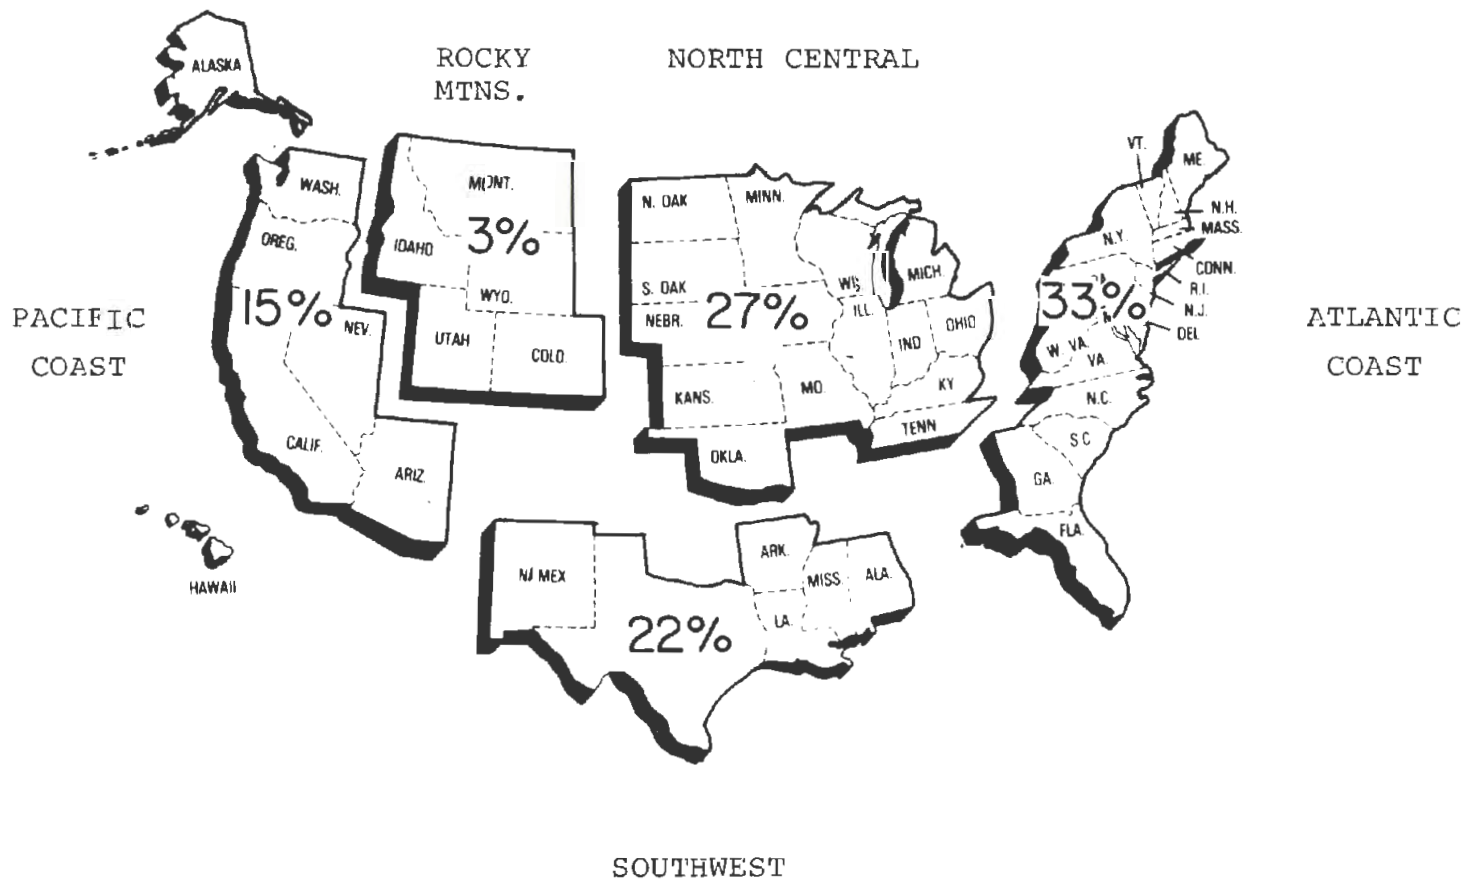 ALASKA
ROCKY
MTNS.
NORTH CENTRAL
PACIFIC
COAST
ATLANTIC
COAST
WASH.
OREG.
15%
NEV.
CALIF.
ARIZ.
HAWAII
MONT.
3%
IDAHO
WYO.
UTAH
COLO.
N. DAK
MINN.
S. DAK
WIS
MICH.
27%
NEBR.
ILL.
IND
OHIO
KANS.
MO.
KY
TENN
OKLA.
VT.
ME.
N.H.
MASS.
N.Y.
CONN.
R.I.
33%
N.J.
DEL
W. VA.
VA.
N.C.
S C
GA.
FLA.
N MEX
ARK.
MISS.
ALA.
LA.
22%
SOUTHWEST